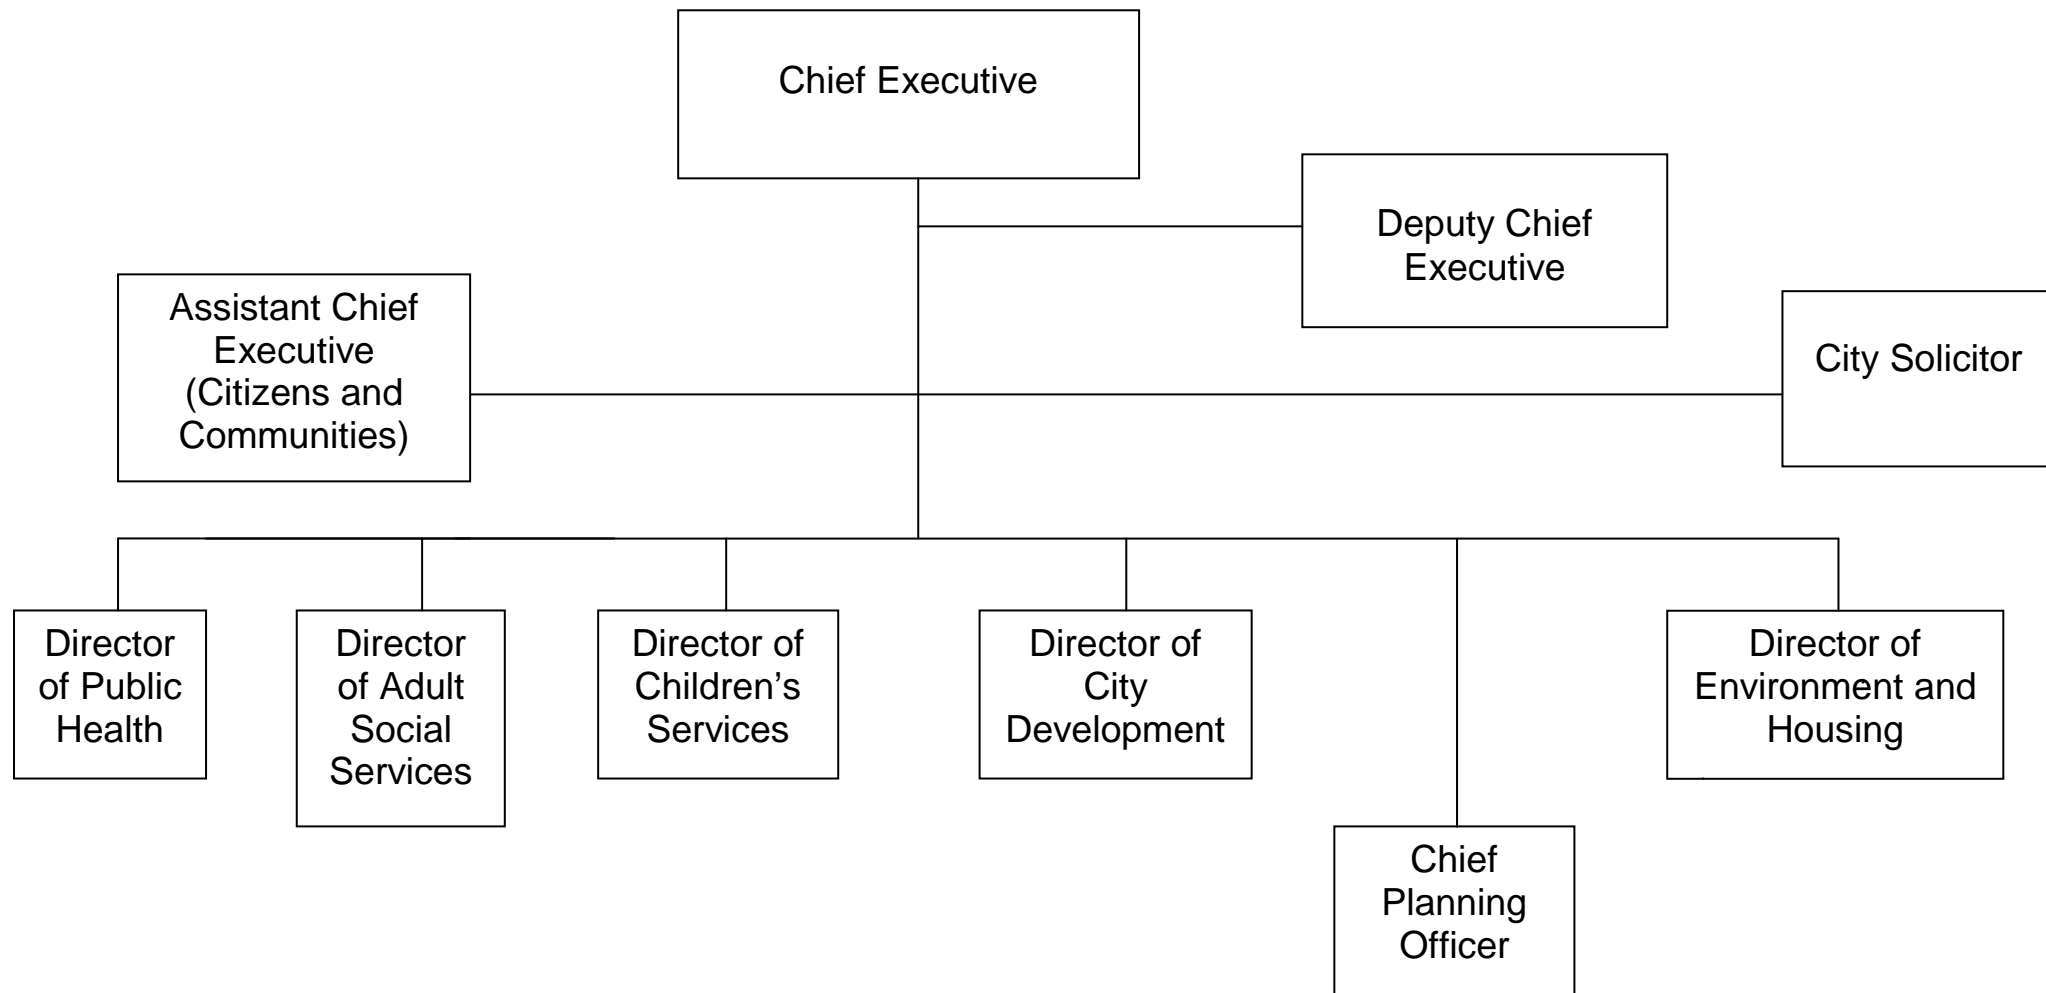 Chief Executive
Deputy Chief
Executive
Assistant Chief
Executive
(Citizens and
Communities)
City Solicitor
Director
of Public
Health
Director
of Adult
Social
Services
Director of
Children’s
Services
Director of
City
Development
Director of
Environment and
Housing
Chief
Planning
Officer